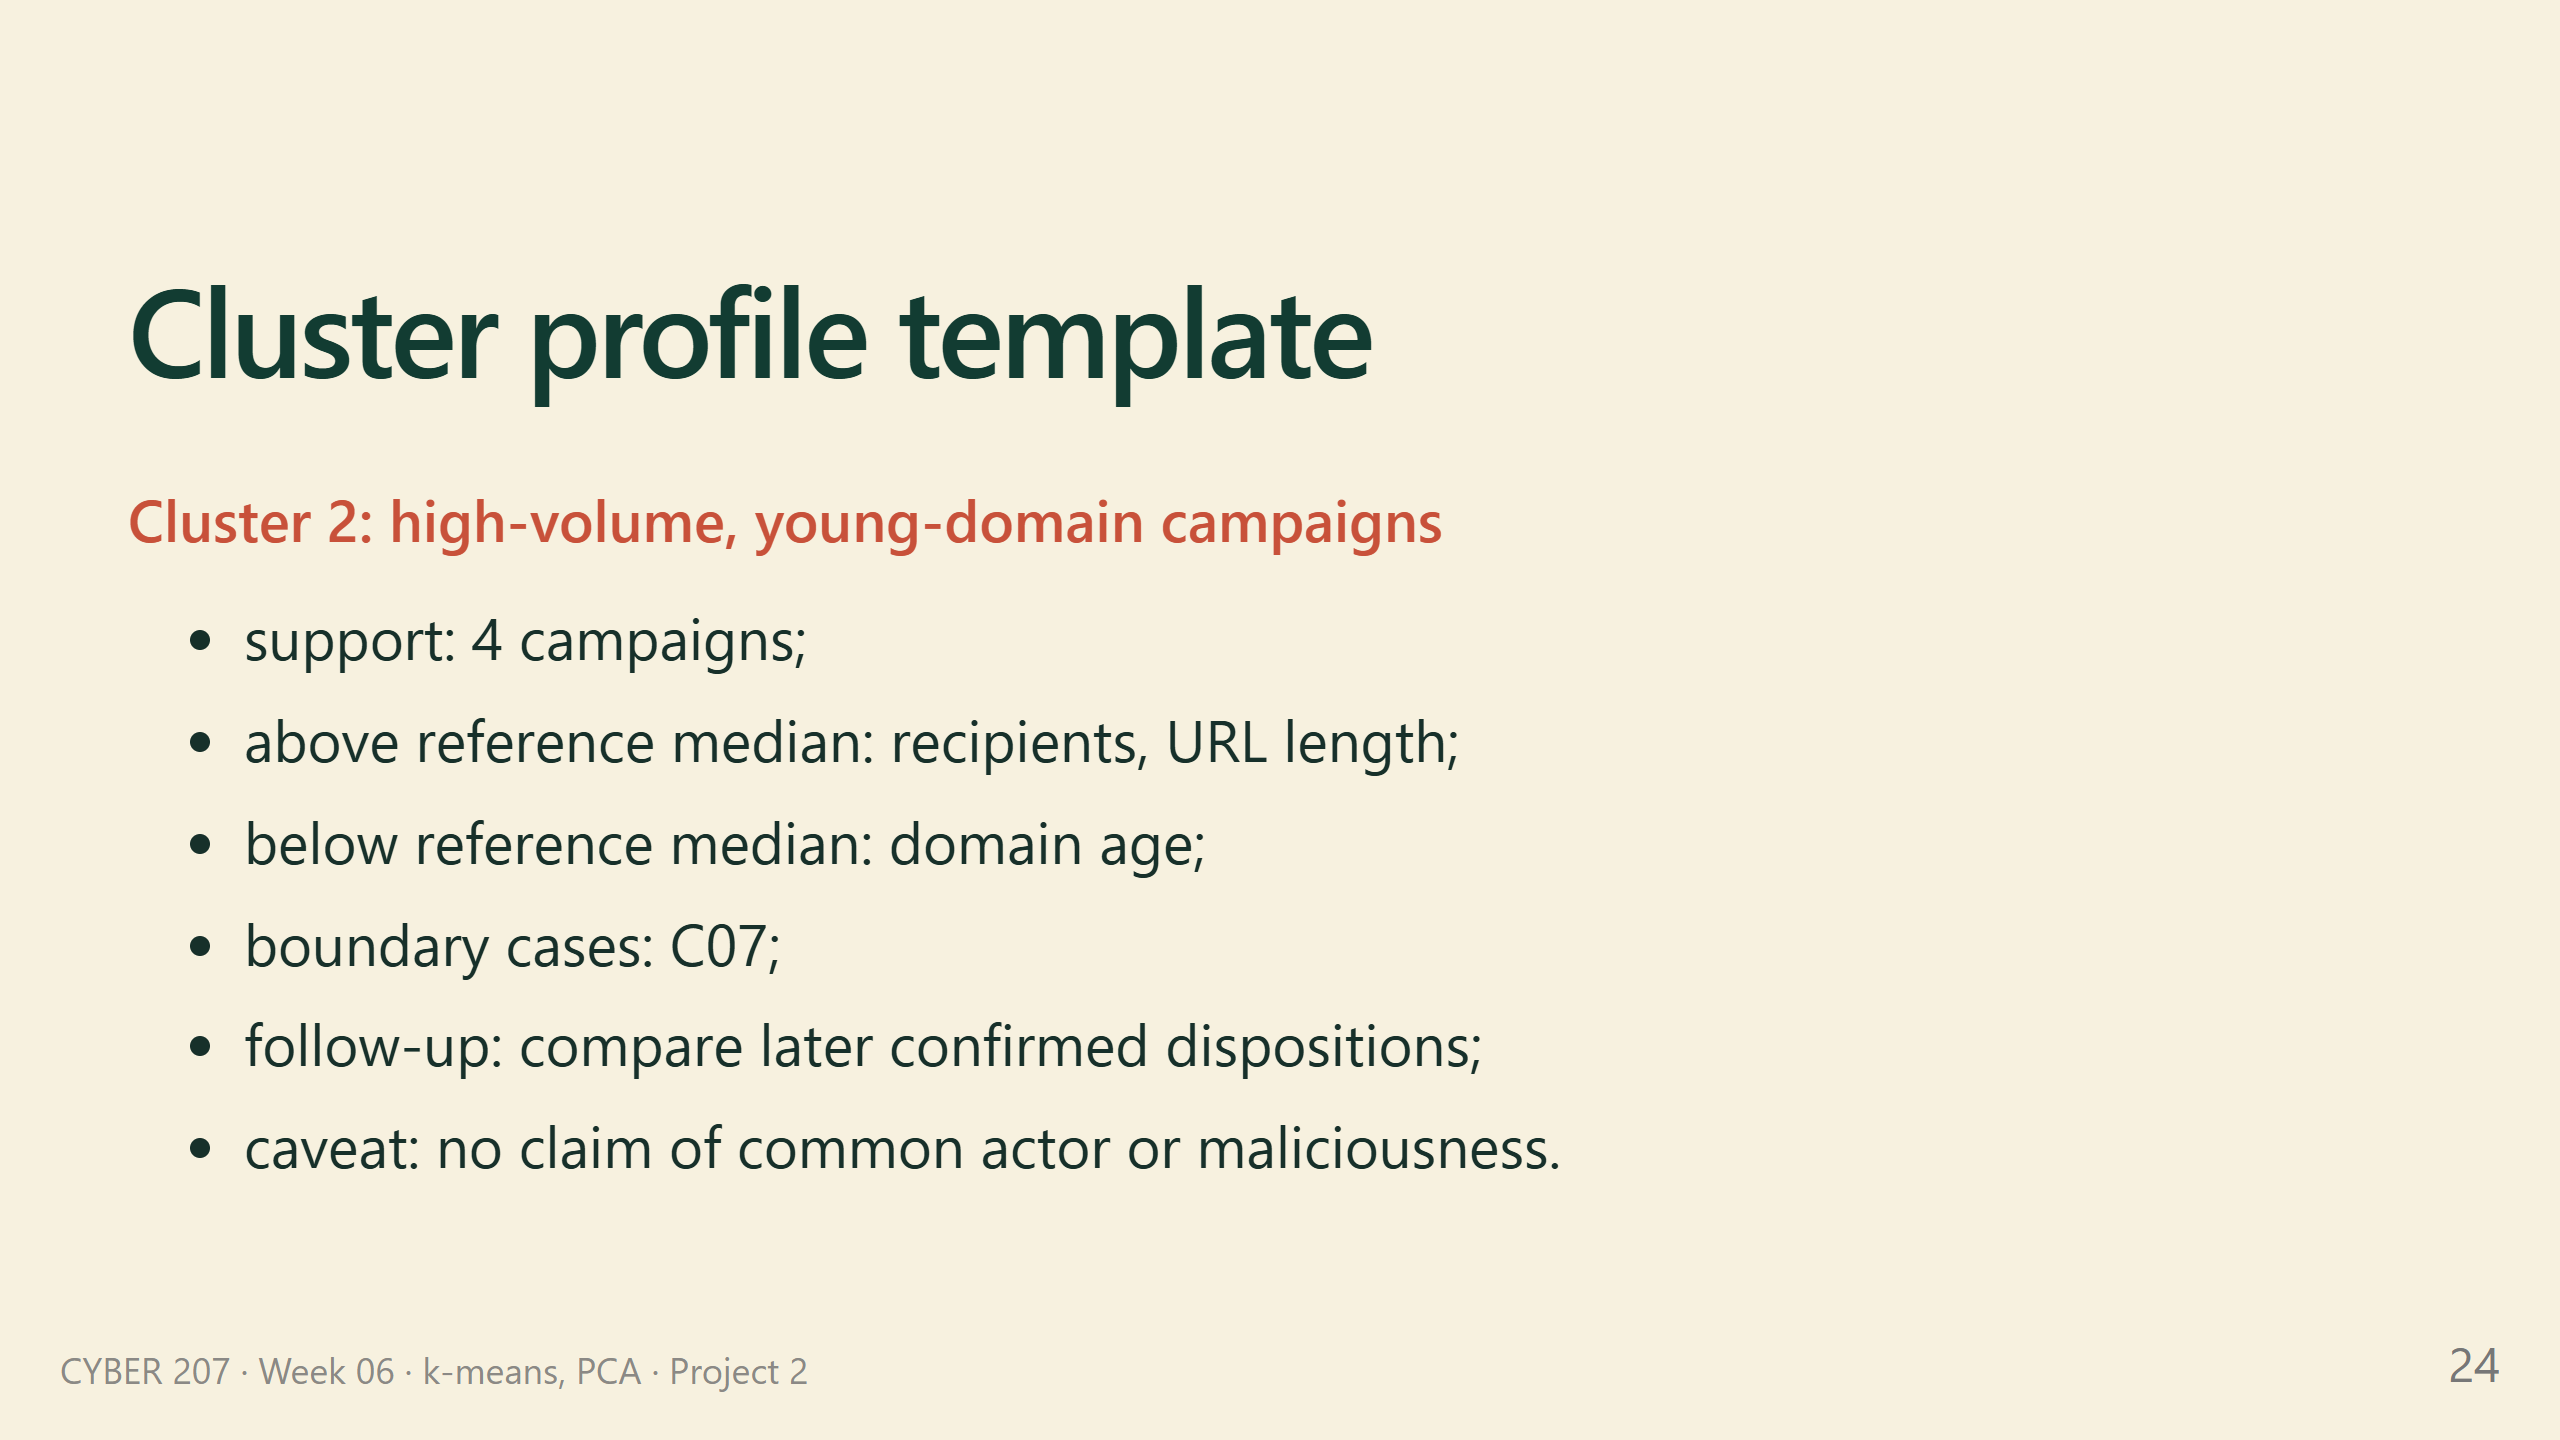 Cluster profile template
Cluster 2: high-volume, young-domain campaigns
• support: 4 campaigns;
• above reference median: recipients, URL length;
• below reference median: domain age;
• boundary cases: C07;
• follow-up: compare later confirmed dispositions;
• caveat: no claim of common actor or maliciousness.
CYBER 207 · Week 06 · k-means, PCA · Project 2
24